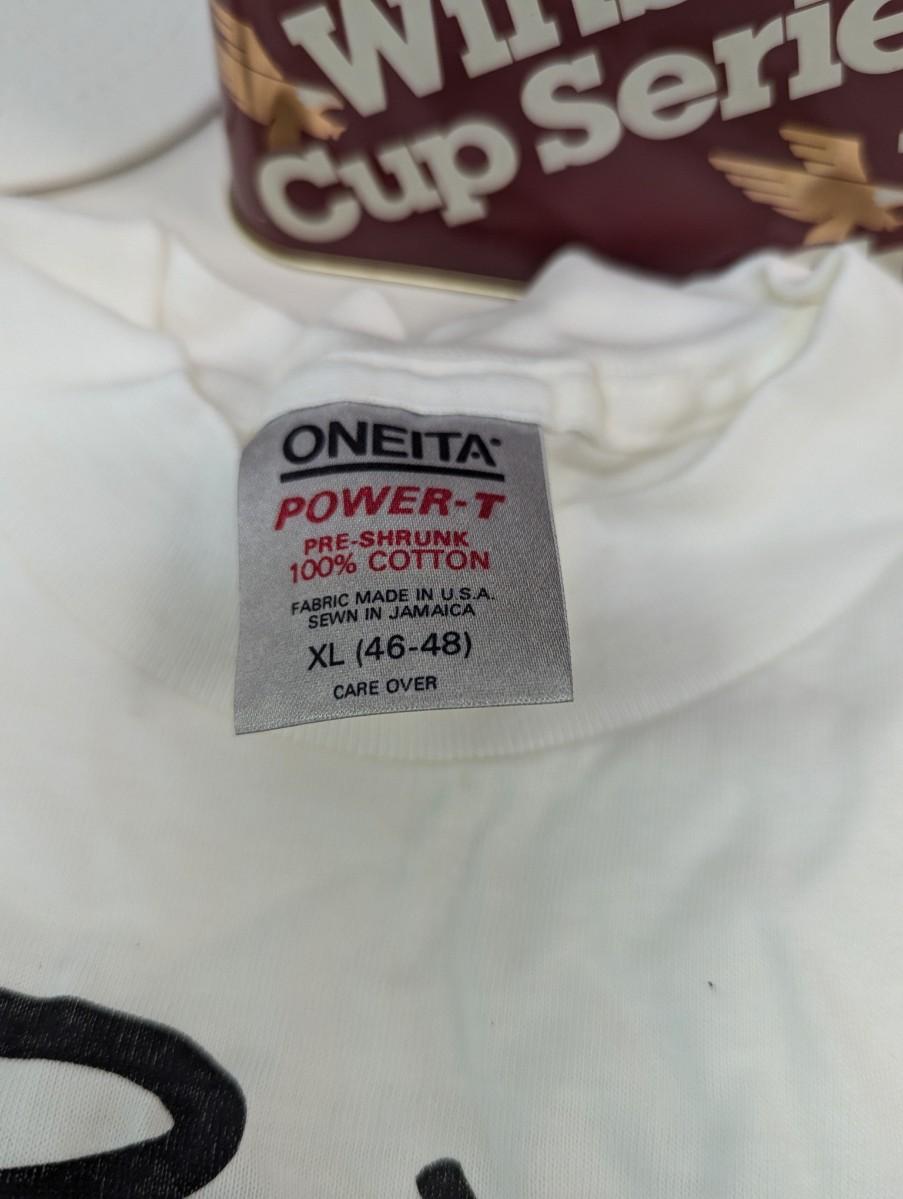 Cup Serie
ONEITA
POWER-T
PRE-SHRUNK
100% COTTON
FABRIC MADE IN U.S.A.
SEWN IN JAMAICA
XL (46-48)
CARE OVER